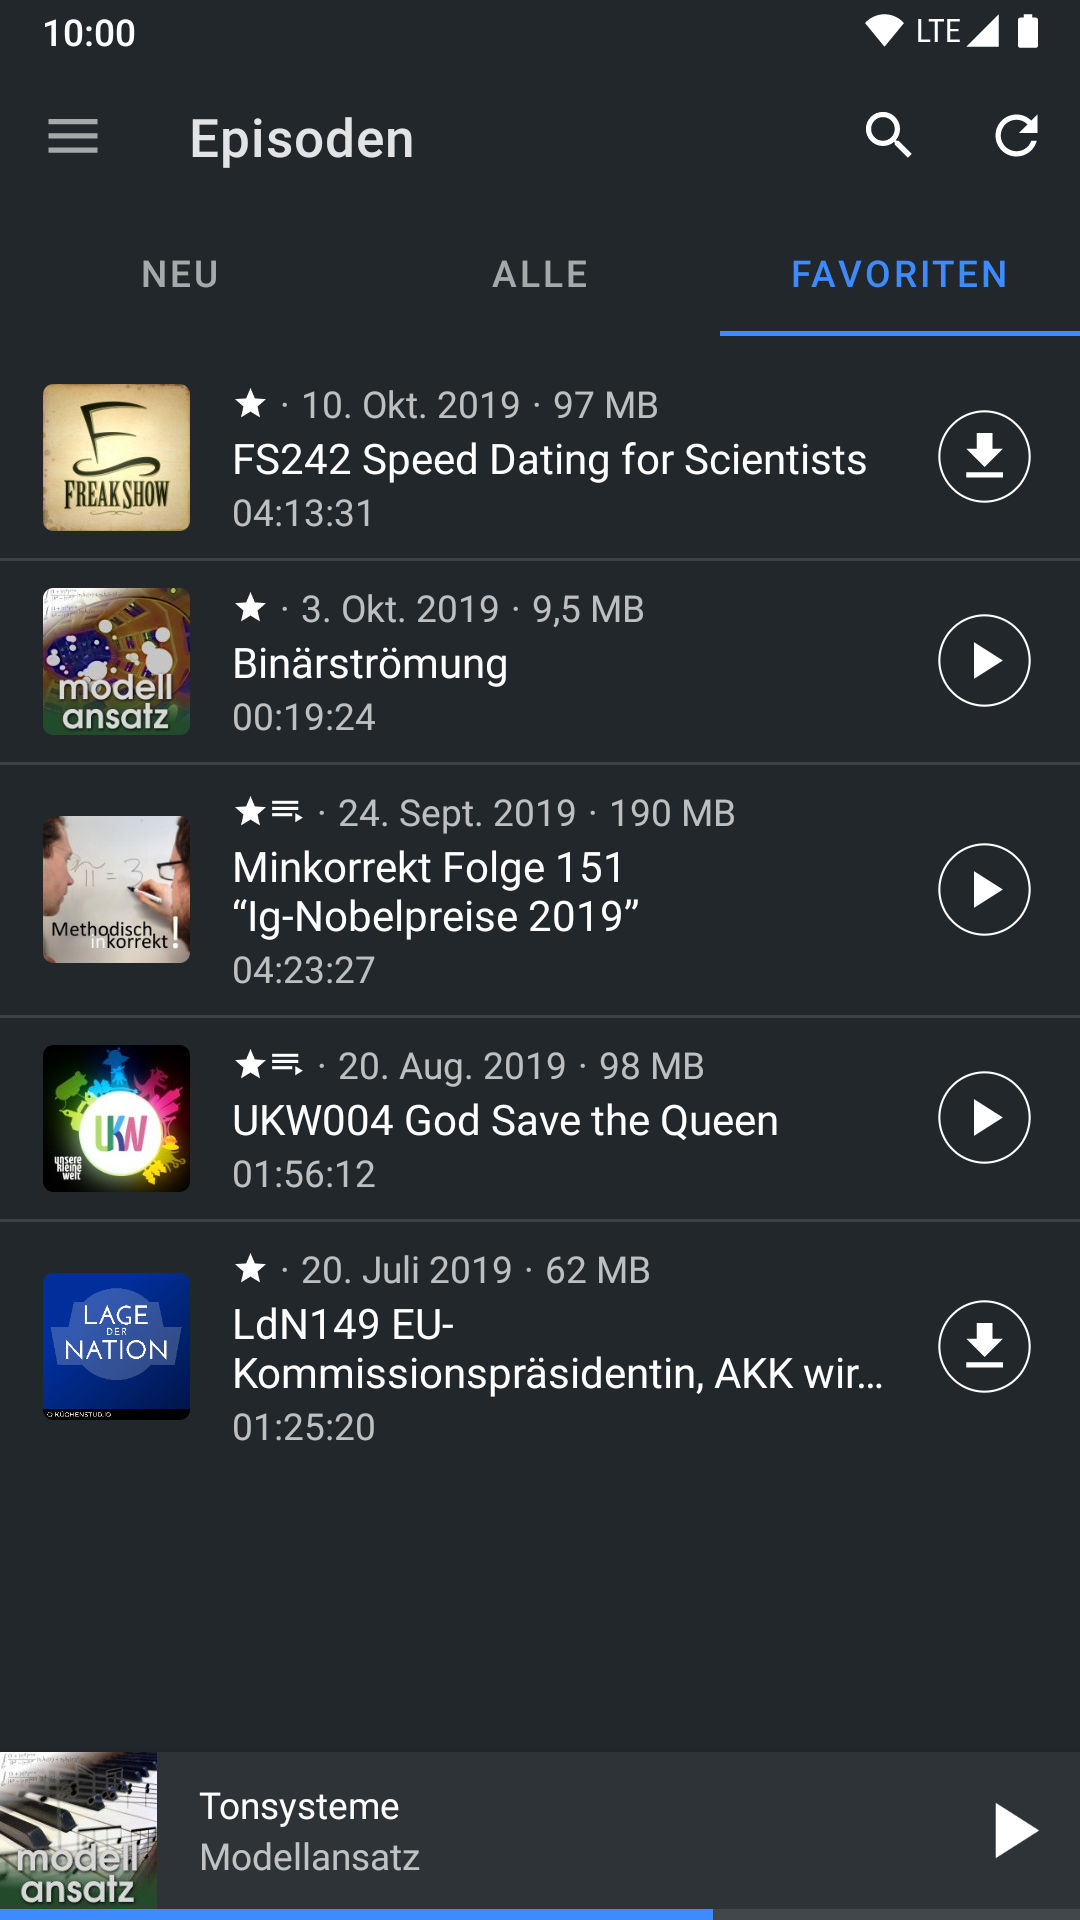 10:00 LTE
Episoden
NEU ALLE FAVORITEN
FREAK SHOW
· 10. Okt. 2019 · 97 MB
FS242 Speed Dating for Scientists
04:13:31
modell
ansatz
· 3. Okt. 2019 · 9,5 MB
Binärströmung
00:19:24
π = 3
Methodisch
inkorrekt!
· 24. Sept. 2019 · 190 MB
Minkorrekt Folge 151
“Ig-Nobelpreise 2019”
04:23:27
UKW
unsere
kleine
welt
· 20. Aug. 2019 · 98 MB
UKW004 God Save the Queen
01:56:12
LAGE
DER
NATION
KÜCHENSTUD.IO
· 20. Juli 2019 · 62 MB
LdN149 EU-
Kommissionspräsidentin, AKK wir…
01:25:20
modell
ansatz
Tonsysteme
Modellansatz